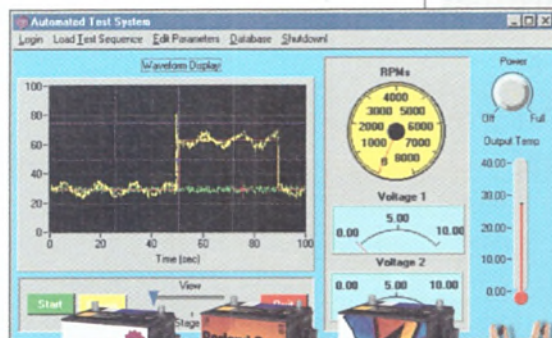 Automated Test System
Login Load Test Sequence Edit Parameters Database Shutdown!
Waveform Display
100
80
60
40
20
0
0 20 40 60 80 100
Time (sec)
RPMs
4000
3000 5000
2000 6000
1000 7000
0 8000
Voltage 1
5.00
0.00 10.00
Voltage 2
5.00
0.00 10.00
Power
Off Full
Output Temp
40.00
30.00
20.00
10.00
0.00
View
Start
Stage